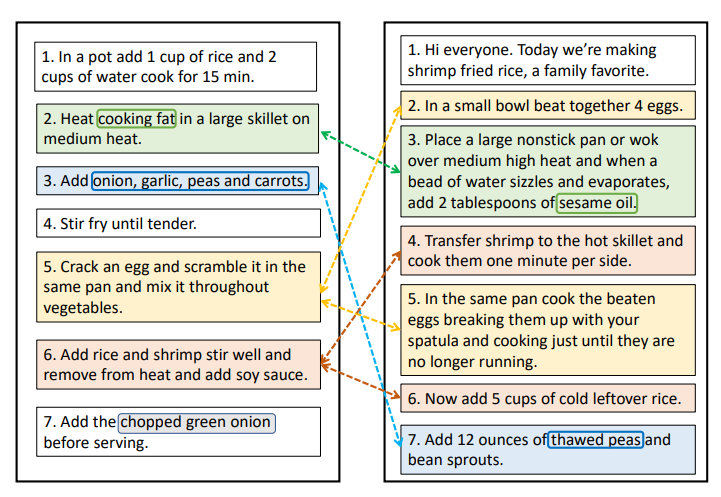 1. In a pot add 1 cup of rice and 2
cups of water cook for 15 min.
2. Heat cooking fat in a large skillet on
medium heat.
3. Add onion, garlic, peas and carrots.
4. Stir fry until tender.
5. Crack an egg and scramble it in the
same pan and mix it throughout
vegetables.
6. Add rice and shrimp stir well and
remove from heat and add soy sauce.
7. Add the chopped green onion
before serving.
1. Hi everyone. Today we’re making
shrimp fried rice, a family favorite.
2. In a small bowl beat together 4 eggs.
3. Place a large nonstick pan or wok
over medium high heat and when a
bead of water sizzles and evaporates,
add 2 tablespoons of sesame oil.
4. Transfer shrimp to the hot skillet and
cook them one minute per side.
5. In the same pan cook the beaten
eggs breaking them up with your
spatula and cooking just until they are
no longer running.
6. Now add 5 cups of cold leftover rice.
7. Add 12 ounces of thawed peas and
bean sprouts.